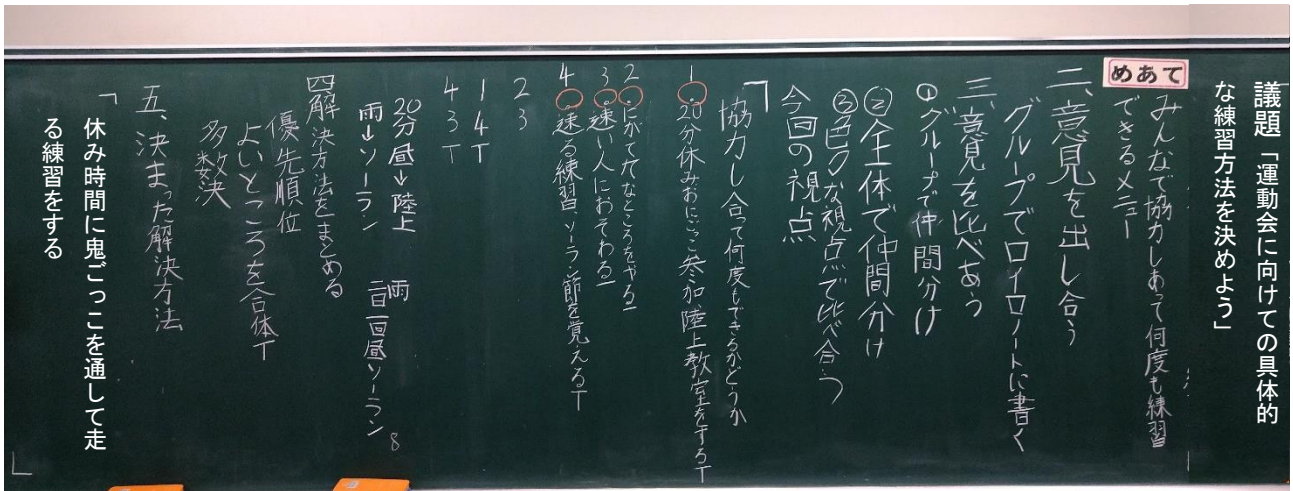 議題「運動会に向けての具体的
な練習方法を決めよう」
めあて
みんなで協力しあって何度も練習
できるメニュー
二、意見を出し合う
グループでロイロノートに書く
三、意見を比べあう
①グループで仲間分け
②全体で仲間分け
③色々な視点で比べ合う
今回の視点
「協力し合って何度もできるかどうか
1 20分休みおにごっこ参加、陸上教室をする T
2 にがてなところをやる
3 速い人におそわる
4 速る練習、ソーラン節を覚える T
2 3
1 4 T
4 3 T
20分昼→陸上
雨→ソーラン
雨
二日一回昼ソーラン 8
四解決方法をまとめる
優先順位
よいところを合体 T
多数決
五、決まった解決方法
「休み時間に鬼ごっこを通して走
る練習をする
」